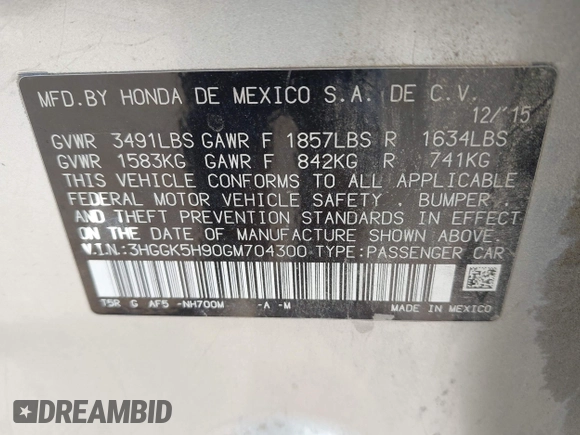 MFD.BY HONDA DE MEXICO S.A. DE C.V.
12/'15
GVWR 3491LBS GAWR F 1857LBS R 1634LBS
GVWR 1583KG GAWR F 842KG R 741KG
THIS VEHICLE CONFORMS TO ALL APPLICABLE
FEDERAL MOTOR VEHICLE SAFETY . BUMPER .
AND THEFT PREVENTION STANDARDS IN EFFECT
ON THE DATE OF MANUFACTURE SHOWN ABOVE.
V.I.N.:3HGGK5H90GM704300 TYPE:PASSENGER CAR
T5R G AF5 -NH700M -A -M
MADE IN MEXICO
DREAMBID